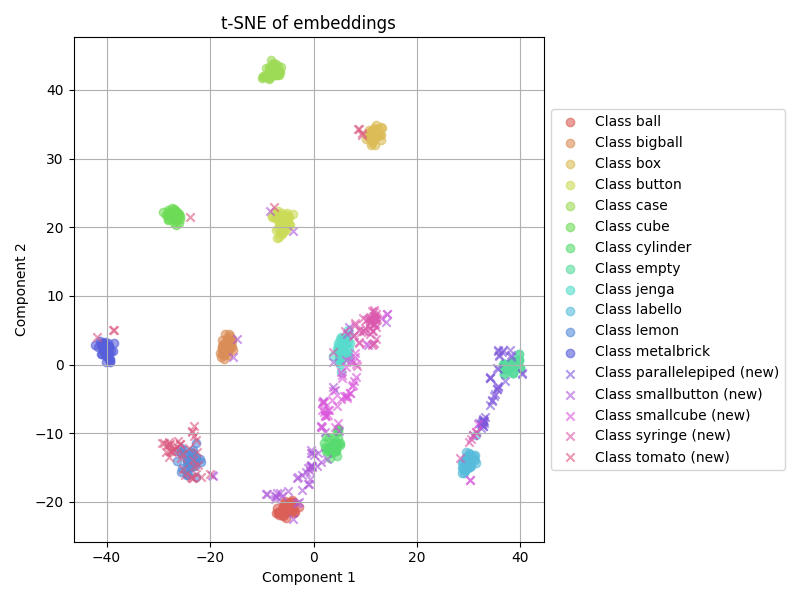 t-SNE of embeddings
Component 2
40
30
20
10
0
−10
−20
−40
−20
0
20
40
Component 1
Class ball
Class bigball
Class box
Class button
Class case
Class cube
Class cylinder
Class empty
Class jenga
Class labello
Class lemon
Class metalbrick
Class parallelepiped (new)
Class smallbutton (new)
Class smallcube (new)
Class syringe (new)
Class tomato (new)